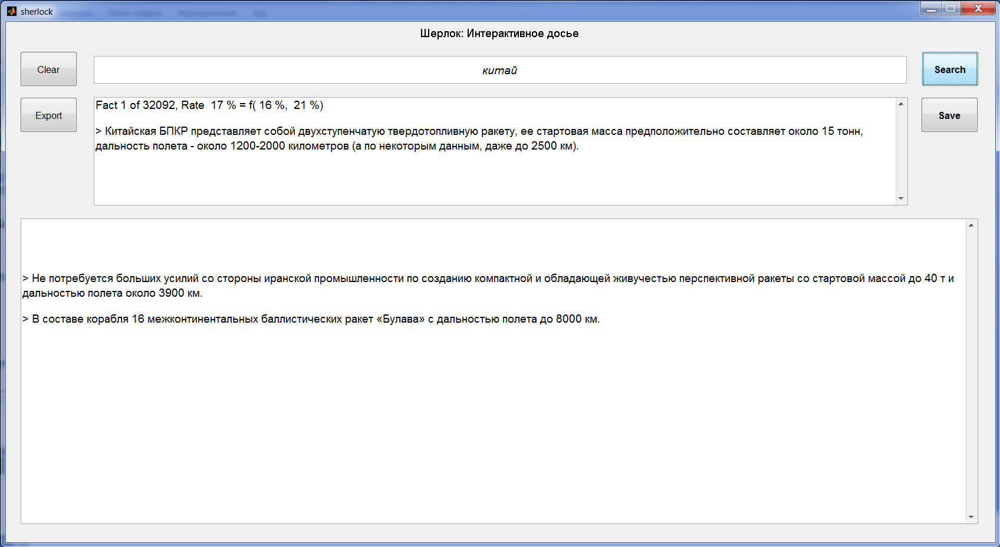 sherlock
Шерлок: Интерактивное досье
Clear
китай
Search
Export
Fact 1 of 32092, Rate  17 % = f( 16 %,  21 %)
Save
> Китайская БПКР представляет собой двухступенчатую твердотопливную ракету, ее стартовая масса предположительно составляет около 15 тонн,
дальность полета - около 1200-2000 километров (а по некоторым данным, даже до 2500 км).
> Не потребуется больших усилий со стороны иранской промышленности по созданию компактной и обладающей живучестью перспективной ракеты со стартовой массой до 40 т и
дальностью полета около 3900 км.
> В составе корабля 16 межконтинентальных баллистических ракет «Булава» с дальностью полета до 8000 км.